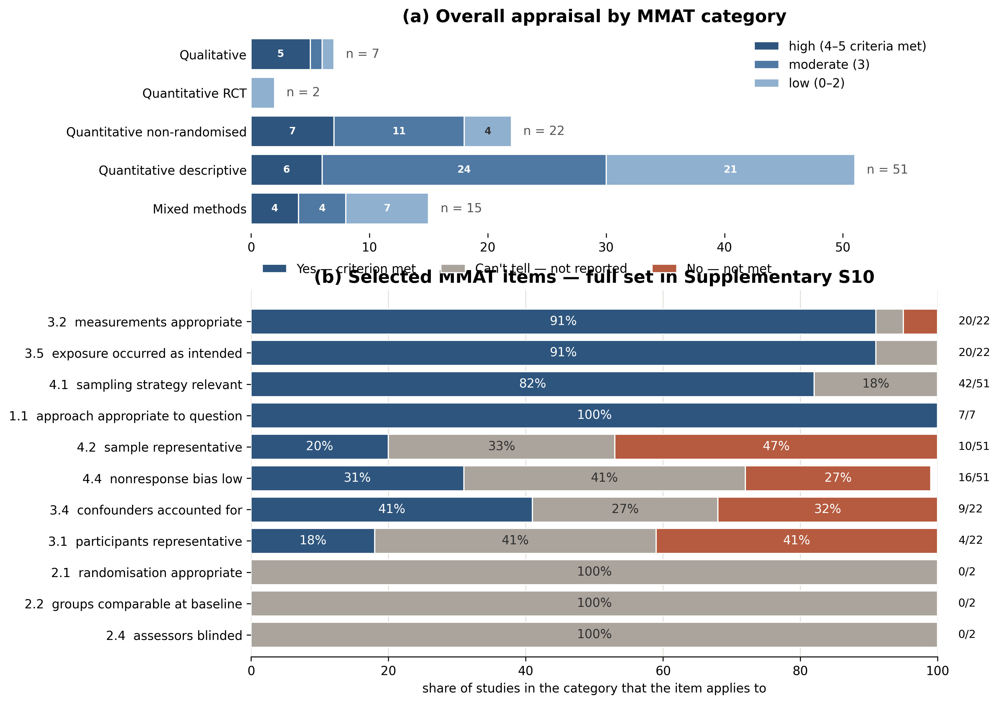 (a) Overall appraisal by MMAT category
high (4–5 criteria met)
moderate (3)
low (0–2)
Qualitative 5 n = 7
Quantitative RCT n = 2
Quantitative non-randomised 7 11 4 n = 22
Quantitative descriptive 6 24 21 n = 51
Mixed methods 4 4 7 n = 15
0 10 20 30 40 50
Yes — criterion met Can't tell — not reported No — not met
(b) Selected MMAT items — full set in Supplementary S10
3.2 measurements appropriate 91% 20/22
3.5 exposure occurred as intended 91% 20/22
4.1 sampling strategy relevant 82% 18% 42/51
1.1 approach appropriate to question 100% 7/7
4.2 sample representative 20% 33% 47% 10/51
4.4 nonresponse bias low 31% 41% 27% 16/51
3.4 confounders accounted for 41% 27% 32% 9/22
3.1 participants representative 18% 41% 41% 4/22
2.1 randomisation appropriate 100% 0/2
2.2 groups comparable at baseline 100% 0/2
2.4 assessors blinded 100% 0/2
0 20 40 60 80 100
share of studies in the category that the item applies to